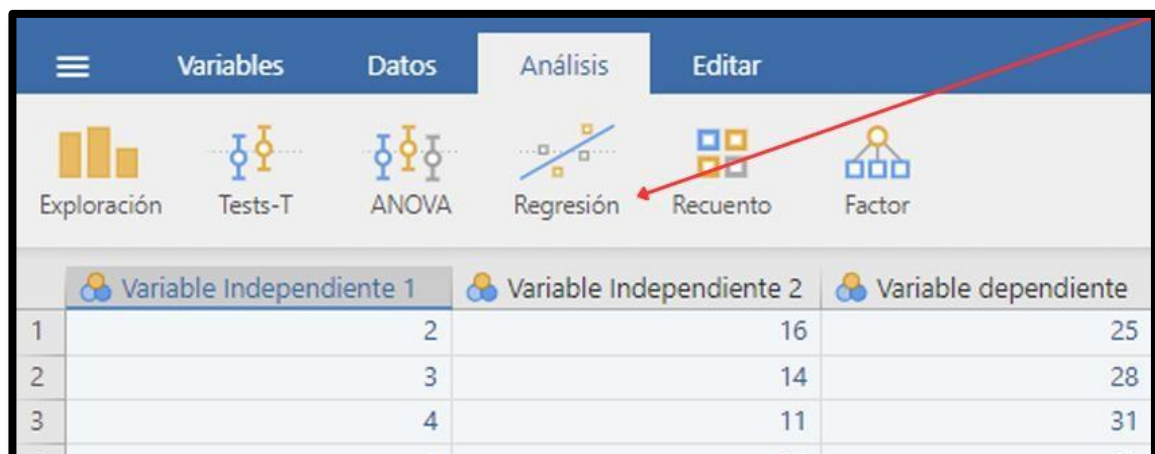 Variables Datos Análisis Editar
Exploración Tests-T ANOVA Regresión Recuento Factor
Variable Independiente 1 Variable Independiente 2 Variable dependiente
1 2 16 25
2 3 14 28
3 4 11 31